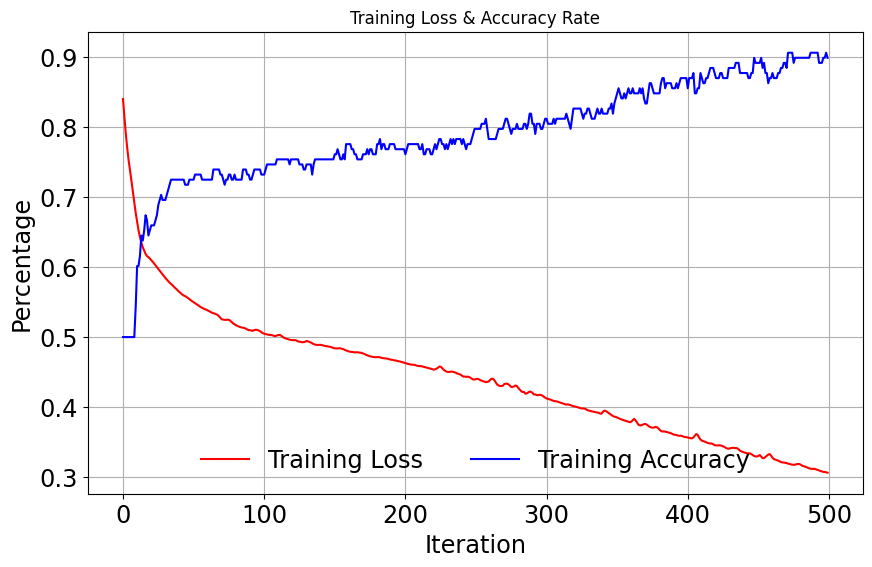 Training Loss & Accuracy Rate
0.9
0.8
0.7
0.6
0.5
0.4
0.3
Percentage
Training Loss Training Accuracy
0 100 200 300 400 500
Iteration